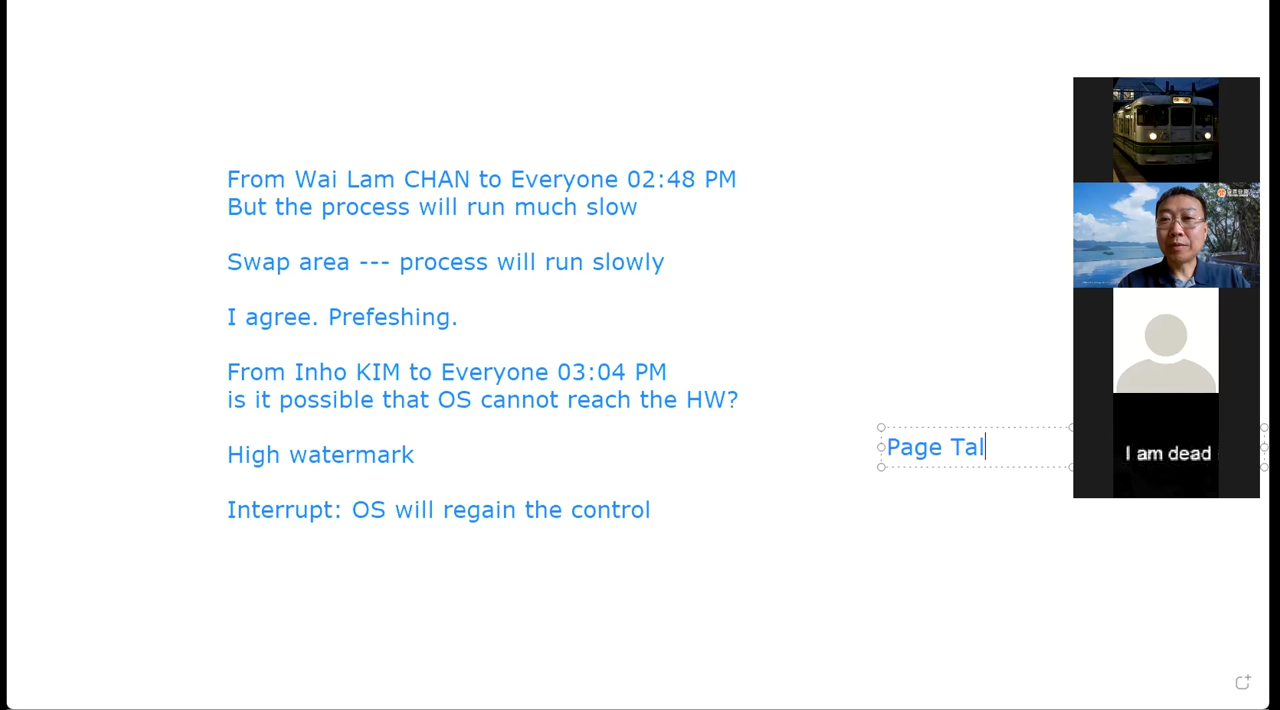 From Wai Lam CHAN to Everyone 02:48 PM
But the process will run much slow
Swap area --- process will run slowly
I agree. Prefeshing.
From Inho KIM to Everyone 03:04 PM
is it possible that OS cannot reach the HW?
High watermark
Interrupt: OS will regain the control
Page Tal
I am dead